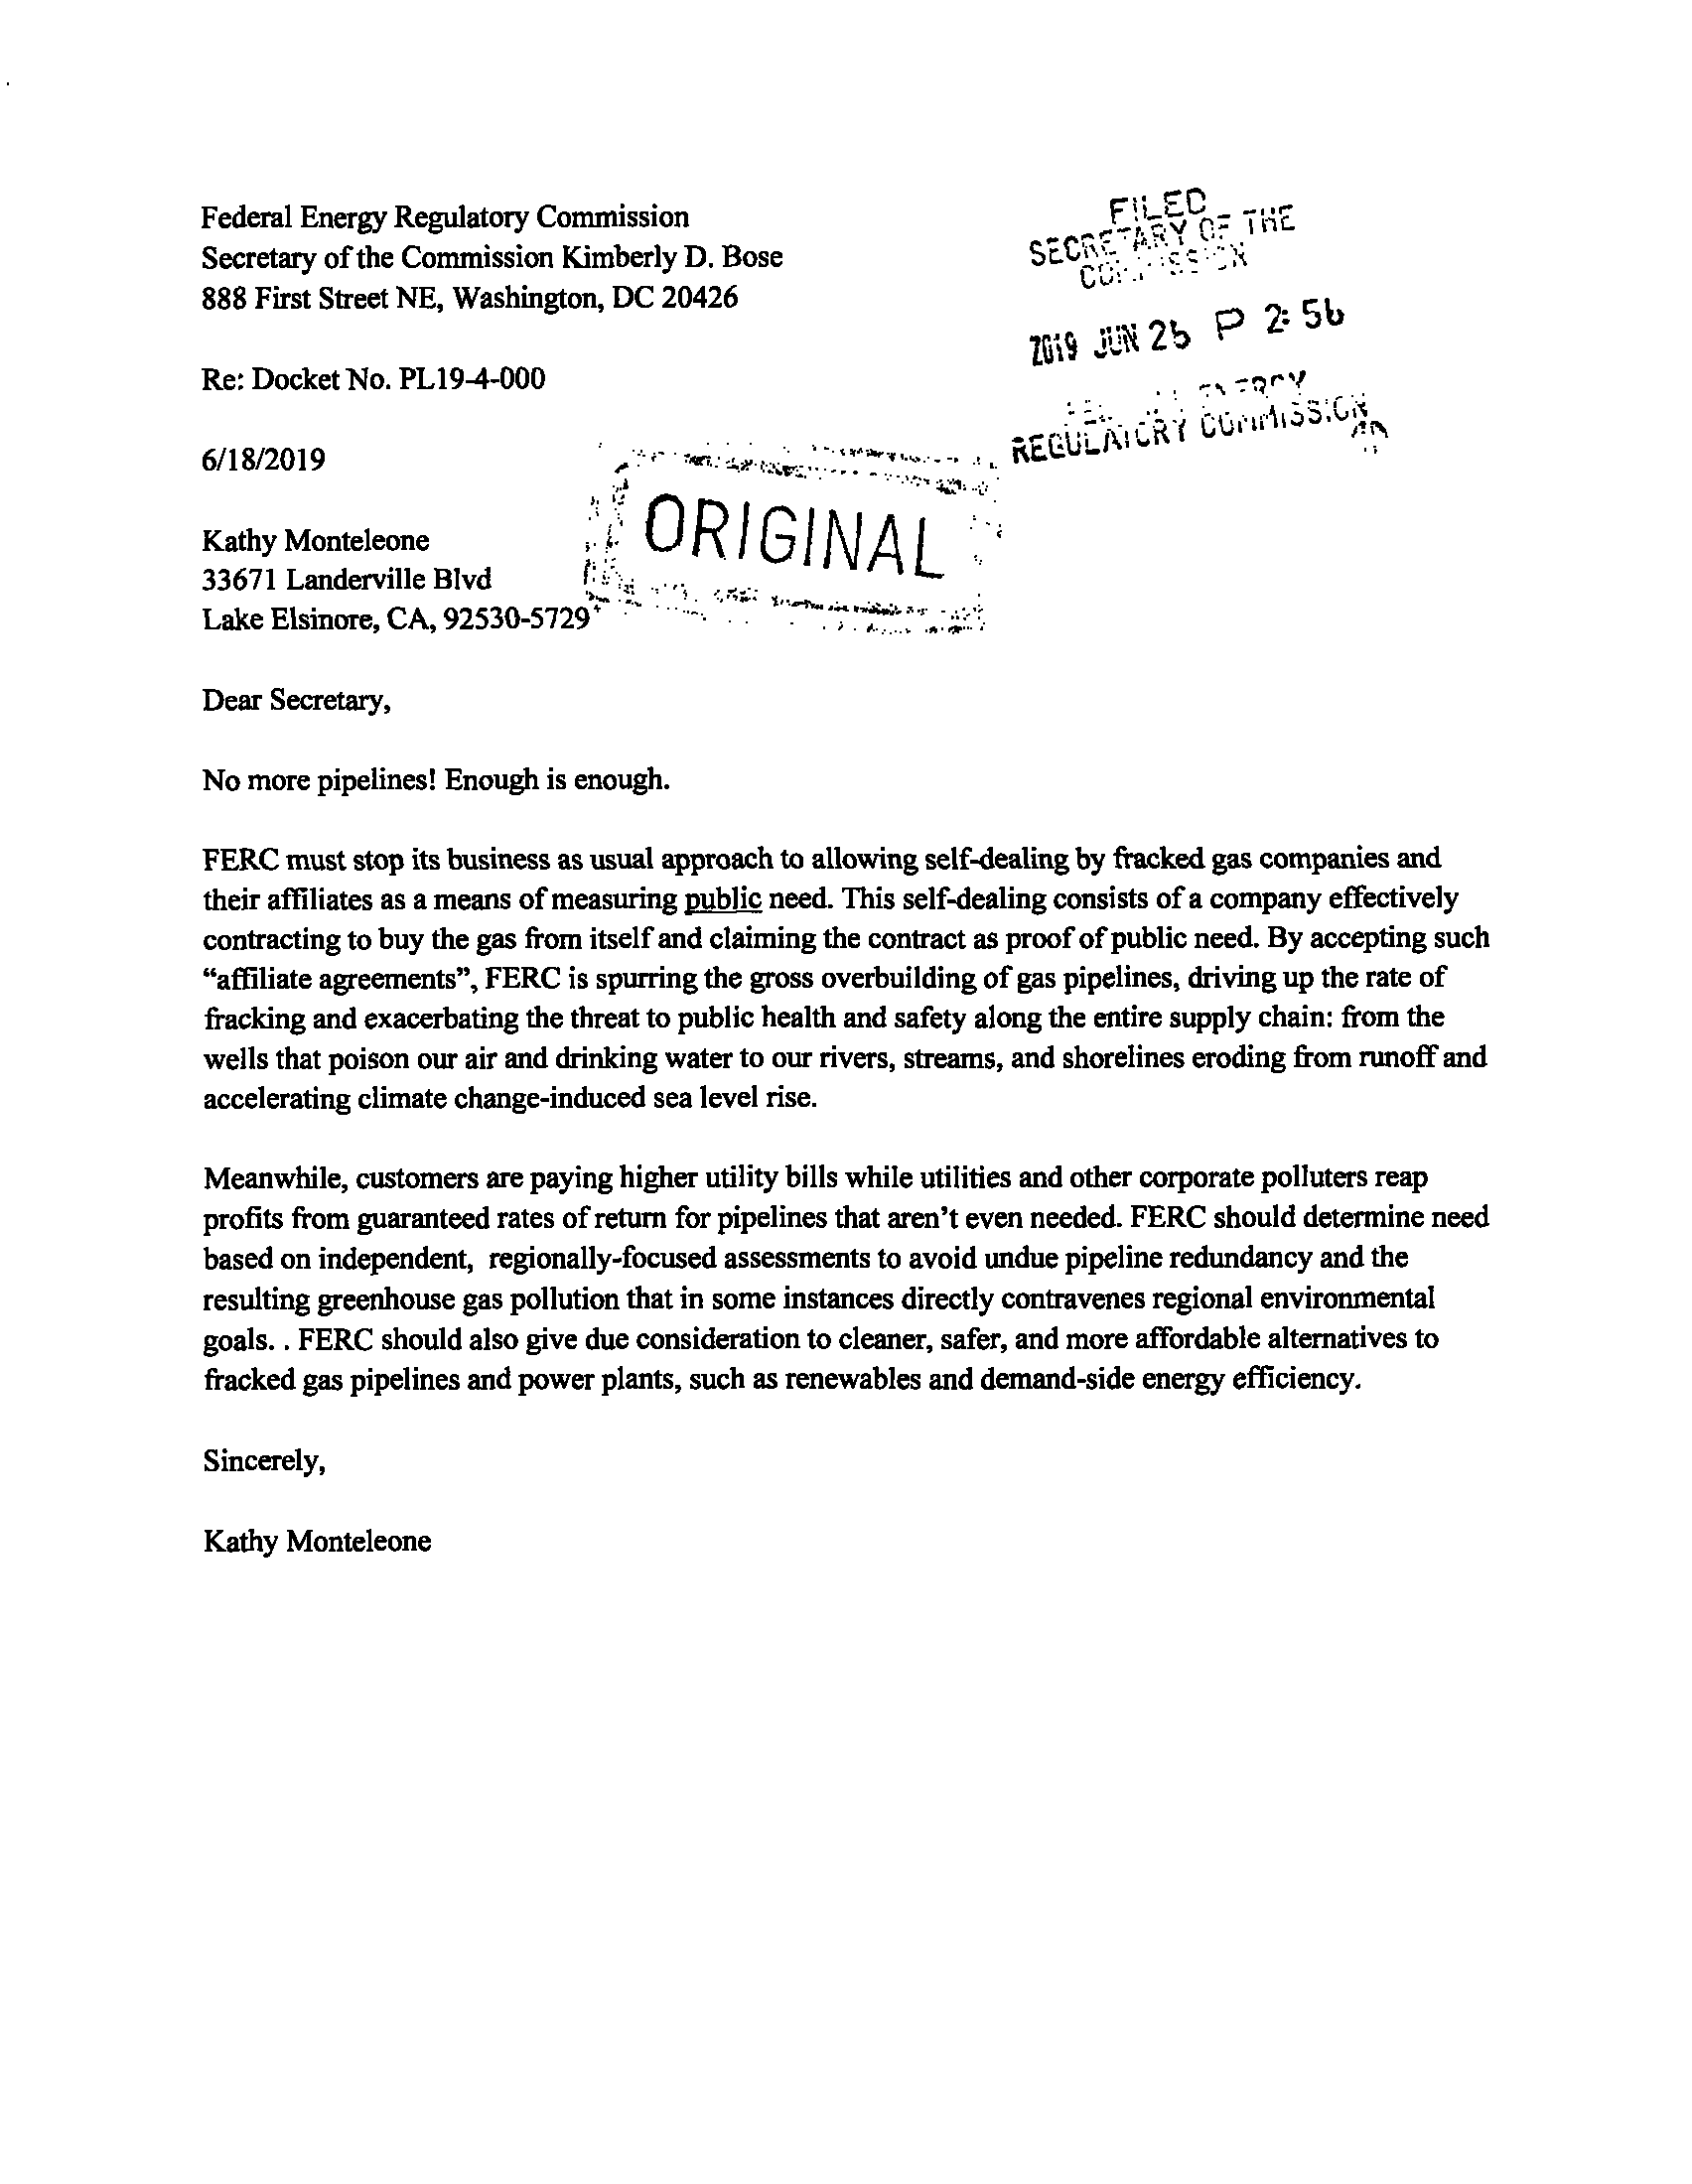 Federal Energy Regulatory Commission
Secretary of the Commission Kimberly D. Bose
888 First Street NE, Washington, DC 20426
FILED
SECRETARY OF THE
COMMISSION
2019 JUN 26 P 2:56
ENERGY
REGULATORY COMMISSION
Re: Docket No. PL19-4-000
6/18/2019
ORIGINAL
Kathy Monteleone
33671 Landerville Blvd
Lake Elsinore, CA, 92530-5729
Dear Secretary,
No more pipelines! Enough is enough.
FERC must stop its business as usual approach to allowing self-dealing by fracked gas companies and
their affiliates as a means of measuring public need. This self-dealing consists of a company effectively
contracting to buy the gas from itself and claiming the contract as proof of public need. By accepting such
“affiliate agreements”, FERC is spurring the gross overbuilding of gas pipelines, driving up the rate of
fracking and exacerbating the threat to public health and safety along the entire supply chain: from the
wells that poison our air and drinking water to our rivers, streams, and shorelines eroding from runoff and
accelerating climate change-induced sea level rise.
Meanwhile, customers are paying higher utility bills while utilities and other corporate polluters reap
profits from guaranteed rates of return for pipelines that aren’t even needed. FERC should determine need
based on independent,  regionally-focused assessments to avoid undue pipeline redundancy and the
resulting greenhouse gas pollution that in some instances directly contravenes regional environmental
goals. . FERC should also give due consideration to cleaner, safer, and more affordable alternatives to
fracked gas pipelines and power plants, such as renewables and demand-side energy efficiency.
Sincerely,
Kathy Monteleone